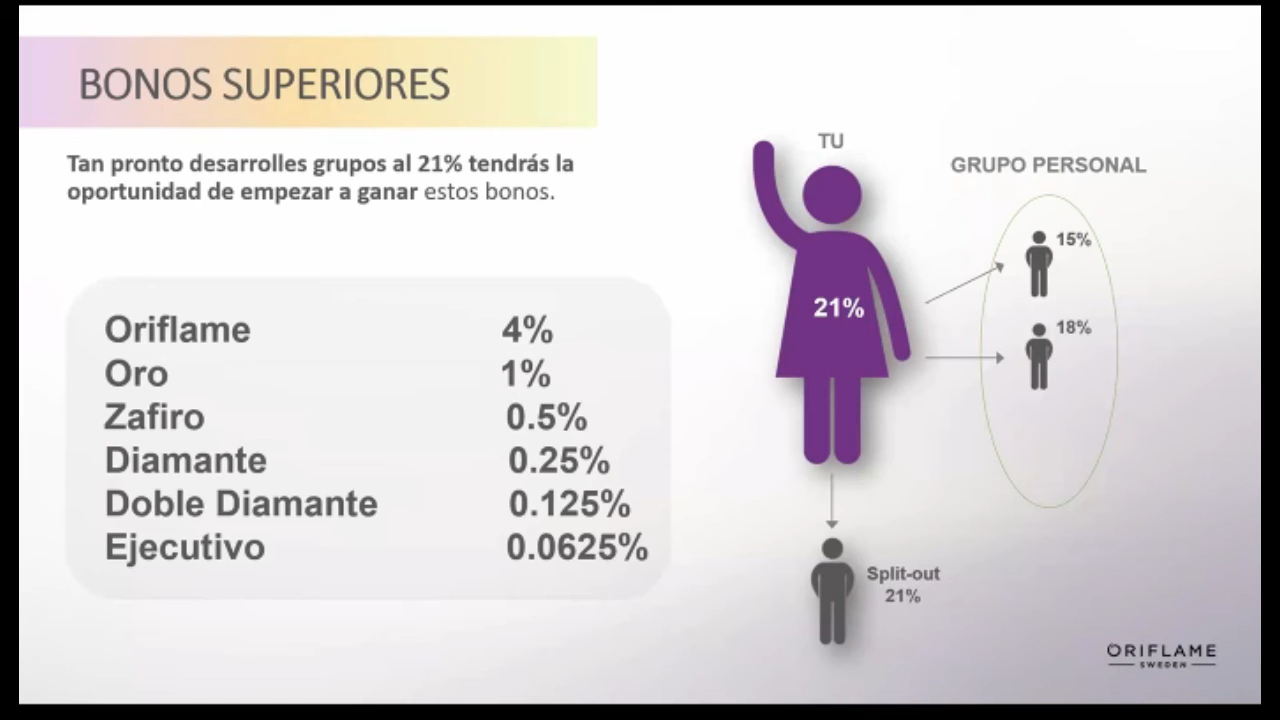 BONOS SUPERIORES
Tan pronto desarrolles grupos al 21% tendrás la
oportunidad de empezar a ganar estos bonos.
Oriflame 4%
Oro 1%
Zafiro 0.5%
Diamante 0.25%
Doble Diamante 0.125%
Ejecutivo 0.0625%
TU
21%
GRUPO PERSONAL
15%
18%
Split-out
21%
ORIFLAME
SWEDEN